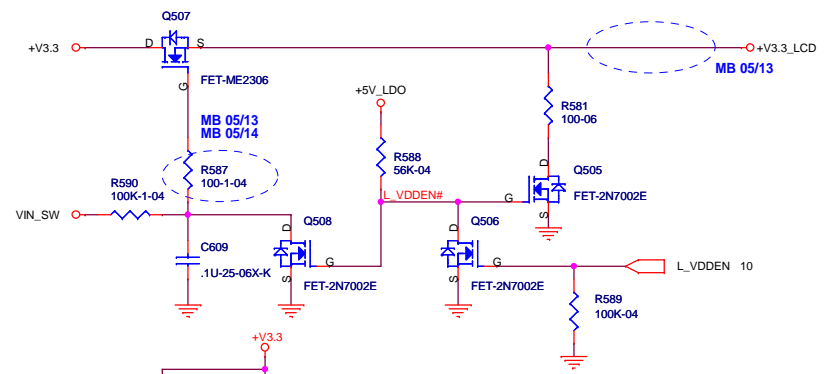 Q507
+V3.3
D
S
+V3.3_LCD
MB 05/13
FET-ME2306
G
+5V_LDO
R581
100-06
MB 05/13
MB 05/14
R588
56K-04
R587
100-1-04
D
Q505
R590
100K-1-04
L_VDDEN#
G
FET-2N7002E
S
VIN_SW
Q508
D
Q506
D
C609
.1U-25-06X-K
G
S
FET-2N7002E
G
S
FET-2N7002E
L_VDDEN 10
R589
100K-04
+V3.3